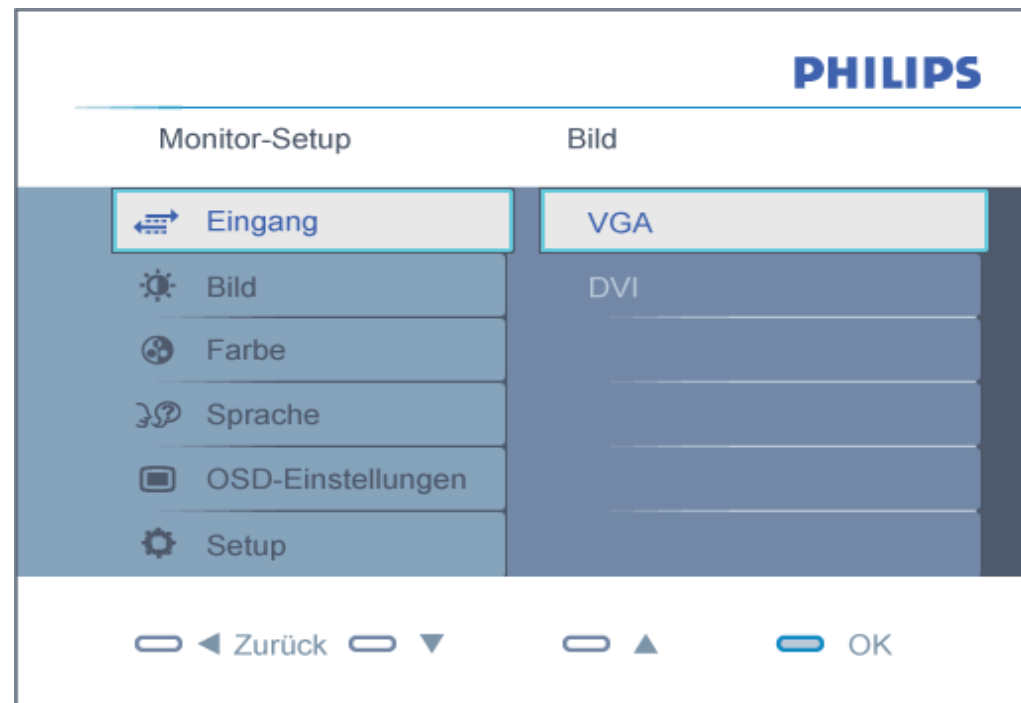 PHILIPS
Monitor-Setup Bild
Eingang VGA
Bild DVI
Farbe
Sprache
OSD-Einstellungen
Setup
Zurück OK